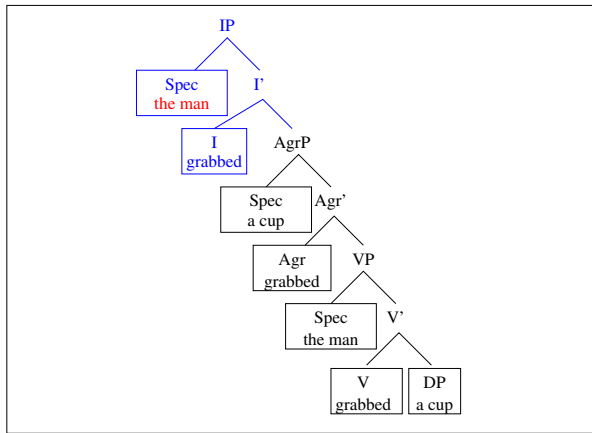 IP
Spec
the man
I'
I
grabbed
AgrP
Spec
a cup
Agr'
Agr
grabbed
VP
Spec
the man
V'
V
grabbed
DP
a cup